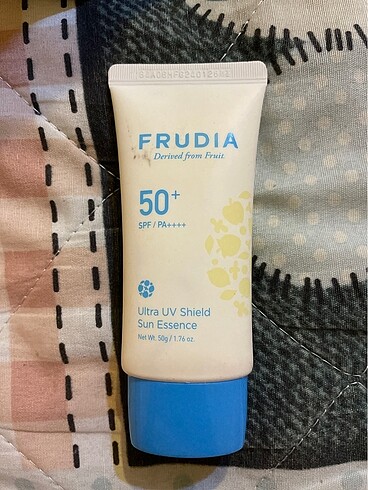 FRUDIA
Derived from Fruit
50+
SPF / PA++++
Ultra UV Shield
Sun Essence
Net Wt. 50g / 1.76 oz.